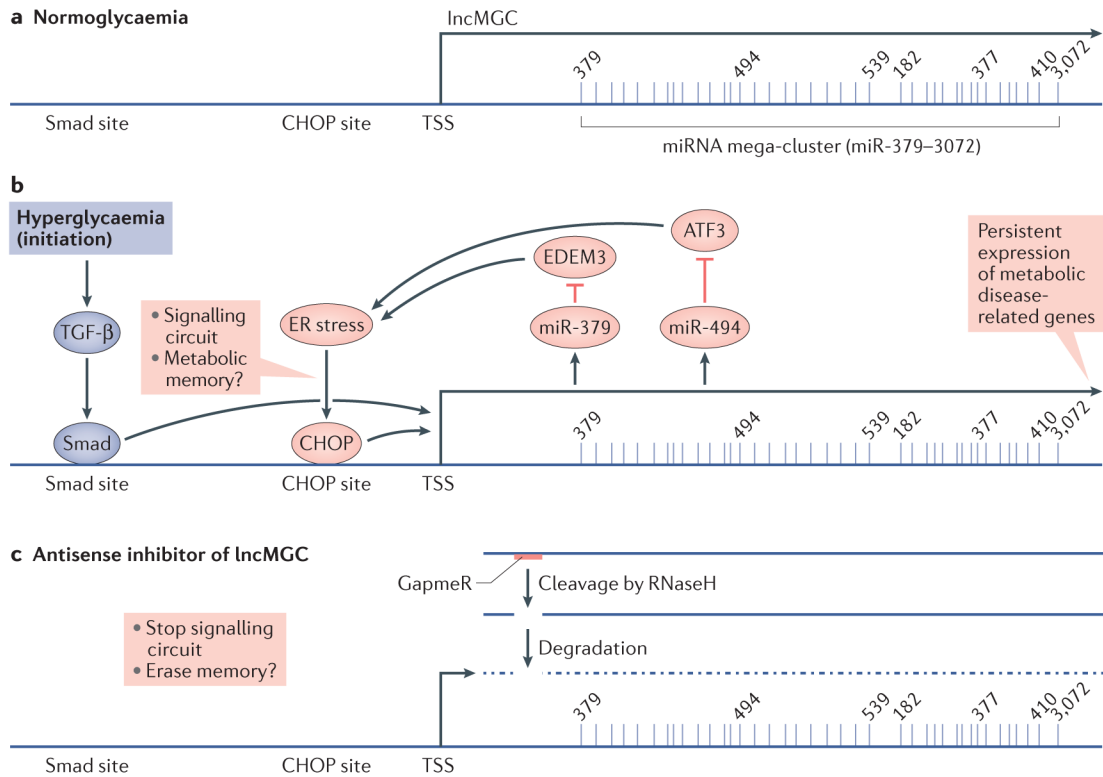 a Normoglycaemia
lncMGC
379
494
539
182
377
410
3,072
Smad site
CHOP site
TSS
miRNA mega-cluster (miR-379–3072)
b
Hyperglycaemia
(initiation)
TGF-β
Smad
• Signalling
circuit
• Metabolic
memory?
ER stress
CHOP
EDEM3
ATF3
miR-379
miR-494
Persistent
expression
of metabolic
disease-
related genes
379
494
539
182
377
410
3,072
Smad site
CHOP site
TSS
c Antisense inhibitor of lncMGC
GapmeR
Cleavage by RNaseH
Degradation
• Stop signalling
circuit
• Erase memory?
379
494
539
182
377
410
3,072
Smad site
CHOP site
TSS